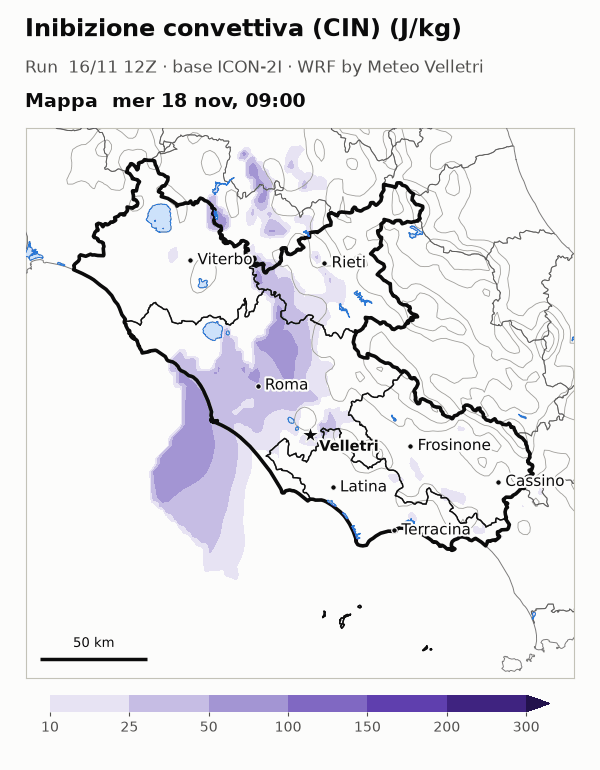 Inibizione convettiva (CIN) (J/kg)
Run  16/11 12Z · base ICON-2I · WRF by Meteo Velletri
Mappa  mer 18 nov, 09:00
Viterbo
Rieti
Roma
Velletri
Frosinone
Cassino
Latina
Terracina
50 km
10 25 50 100 150 200 300